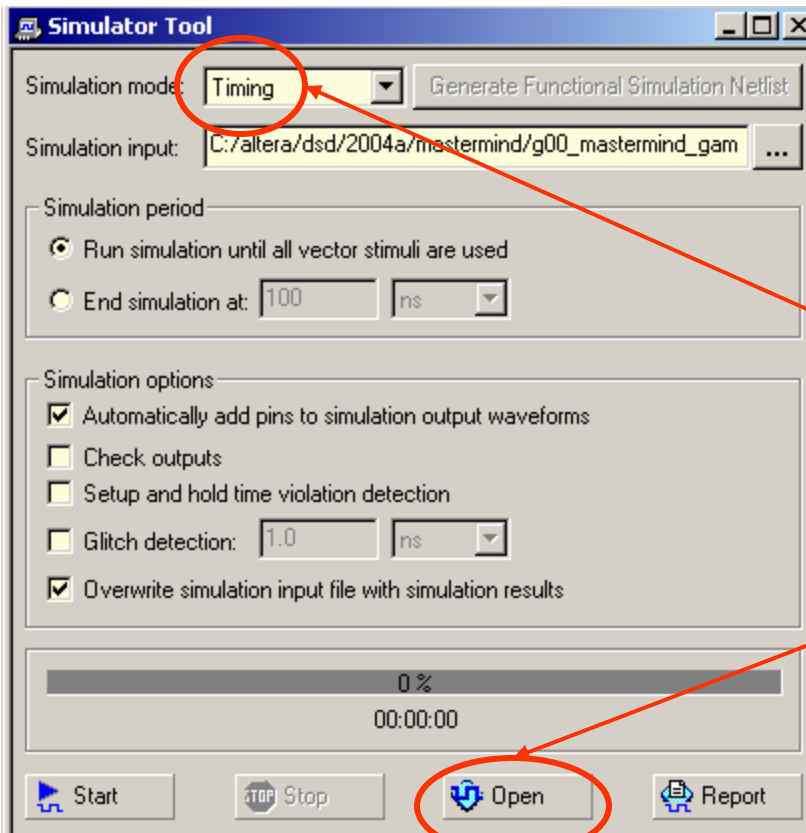 Simulator Tool
Simulation mode: Timing Generate Functional Simulation Netlist
Simulation input: C:/altera/dsd/2004a/mastermind/g00_mastermind_gam ...
Simulation period
Run simulation until all vector stimuli are used
End simulation at: 100 ns
Simulation options
Automatically add pins to simulation output waveforms
Check outputs
Setup and hold time violation detection
Glitch detection: 1.0 ns
Overwrite simulation input file with simulation results
0 %
00:00:00
Start STOP Stop Open Report